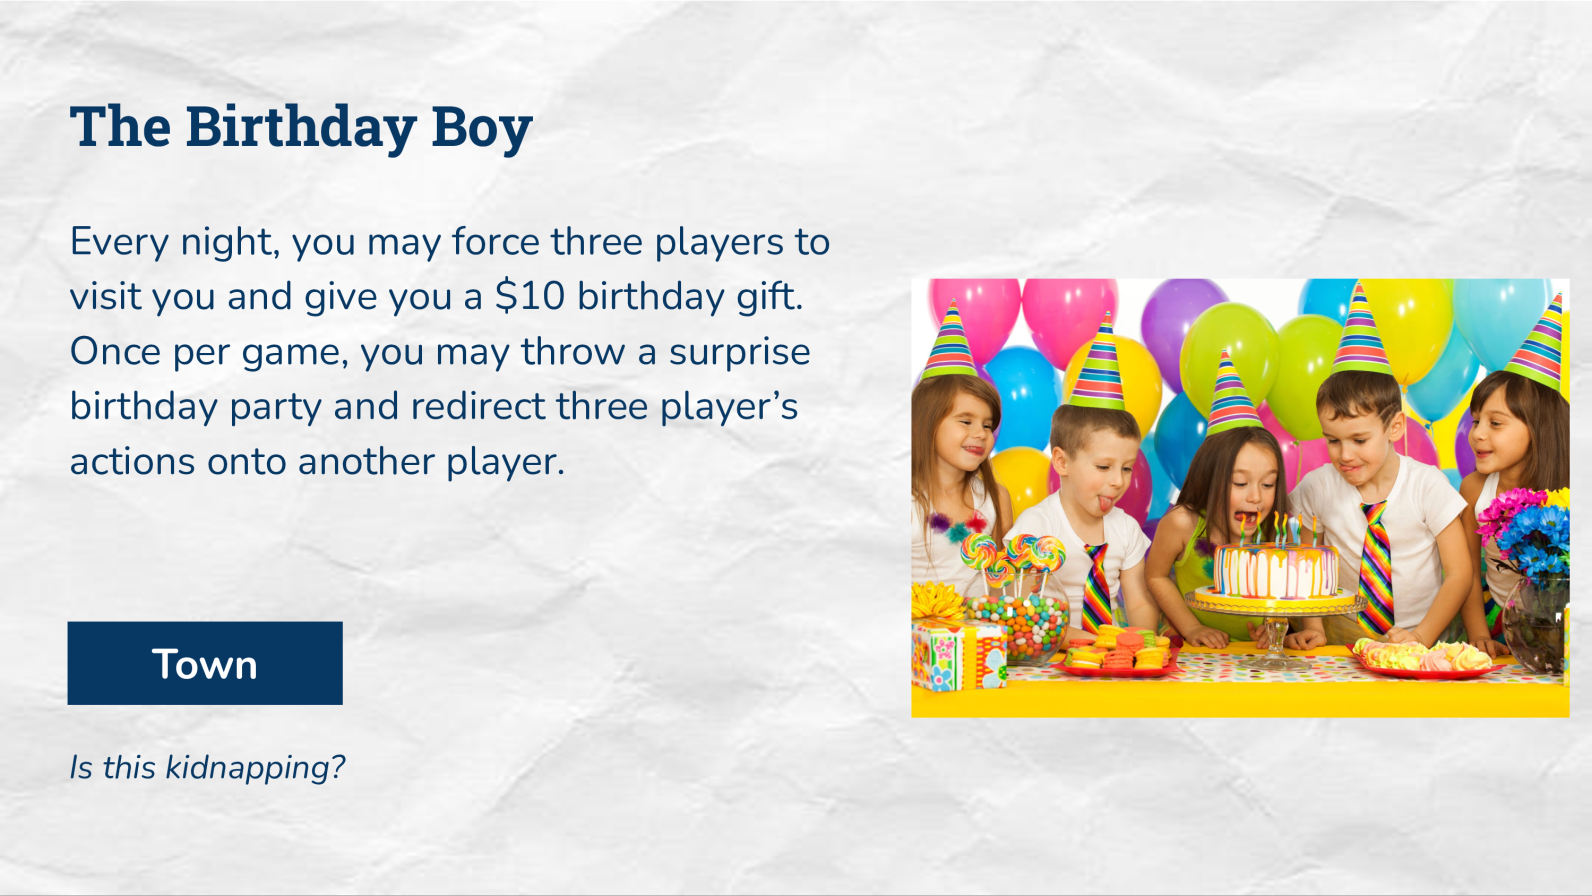 The Birthday Boy
Every night, you may force three players to
visit you and give you a $10 birthday gift.
Once per game, you may throw a surprise
birthday party and redirect three player’s
actions onto another player.
Town
Is this kidnapping?